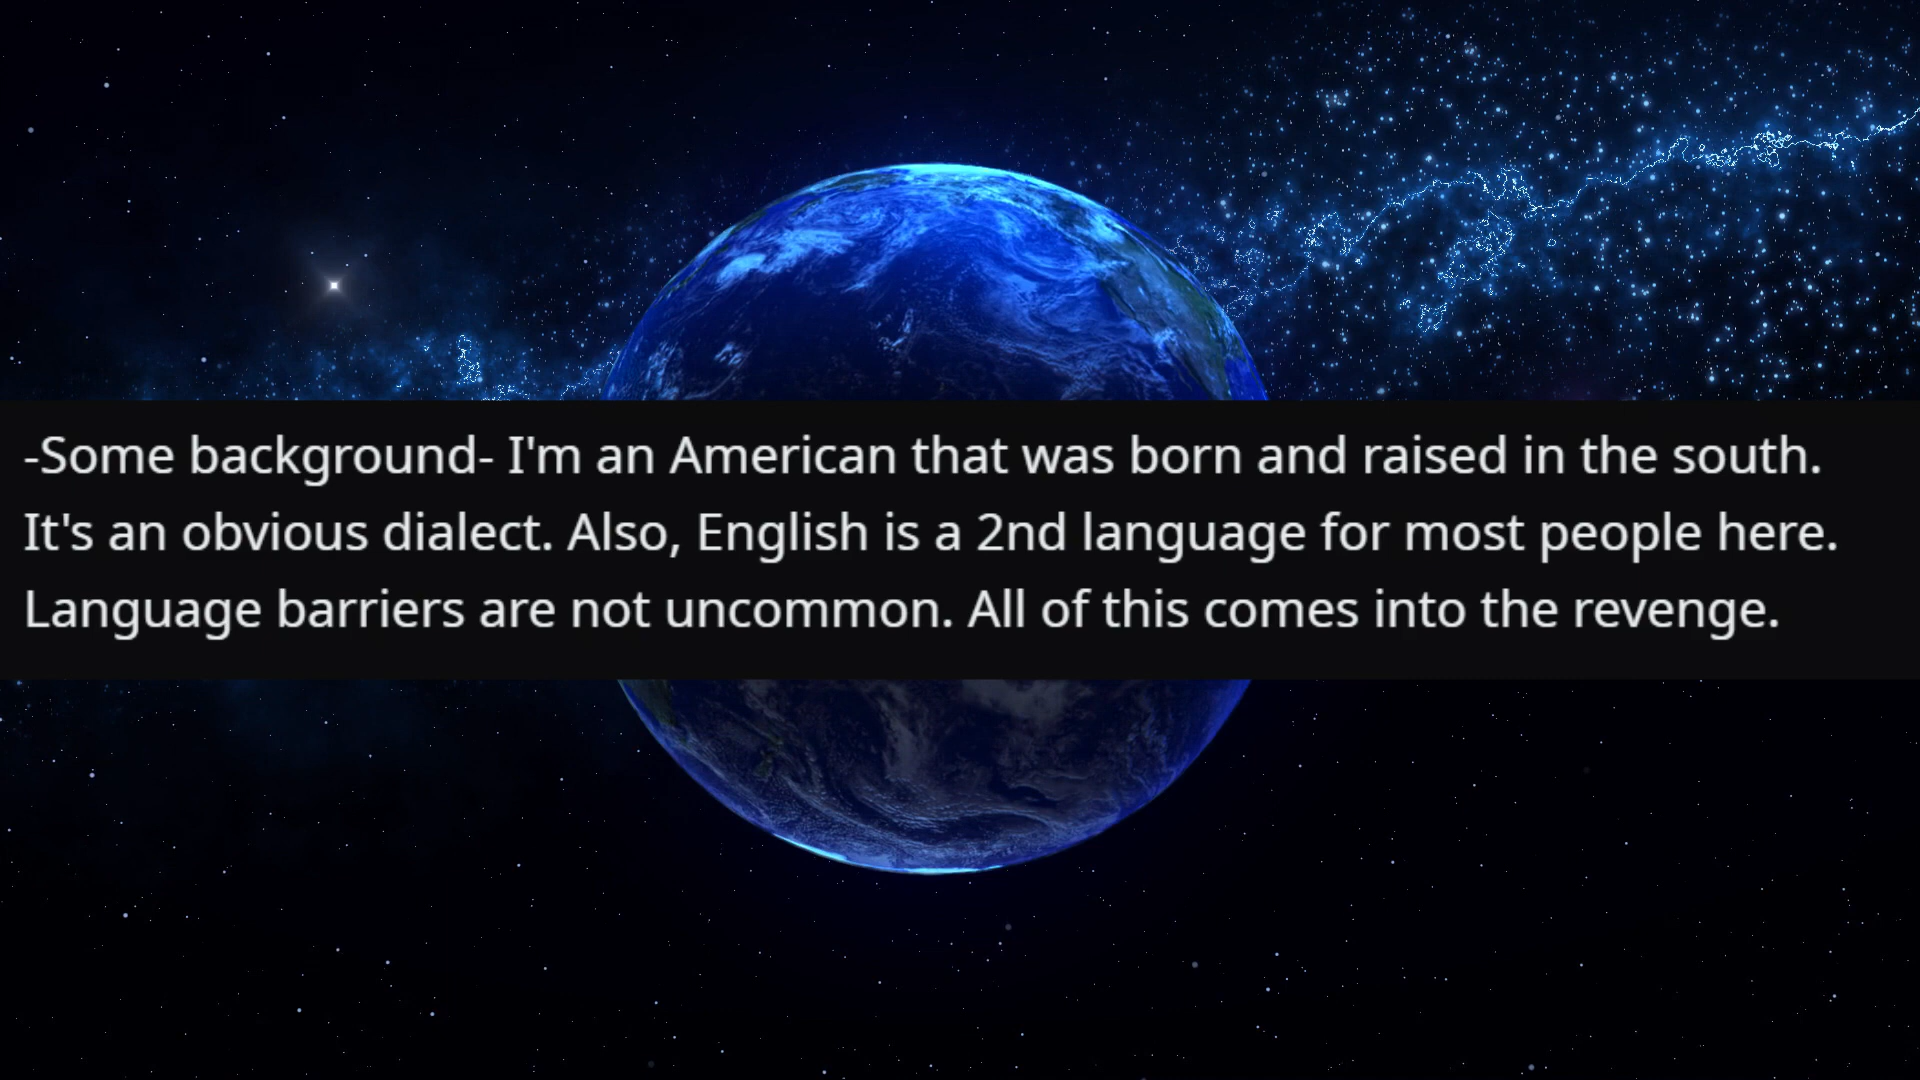 -Some background- I'm an American that was born and raised in the south.
It's an obvious dialect. Also, English is a 2nd language for most people here.
Language barriers are not uncommon. All of this comes into the revenge.